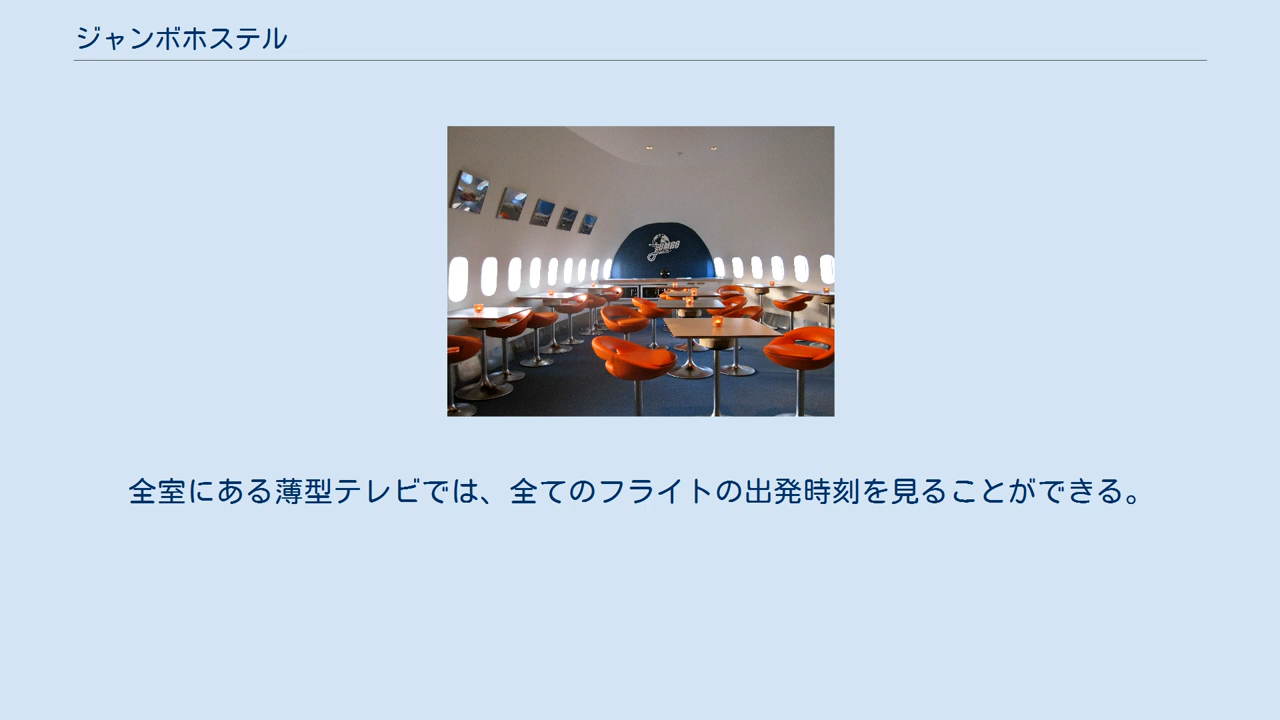 ジャンボホステル
JUMBO
全室にある薄型テレビでは、全てのフライトの出発時刻を見ることができる。